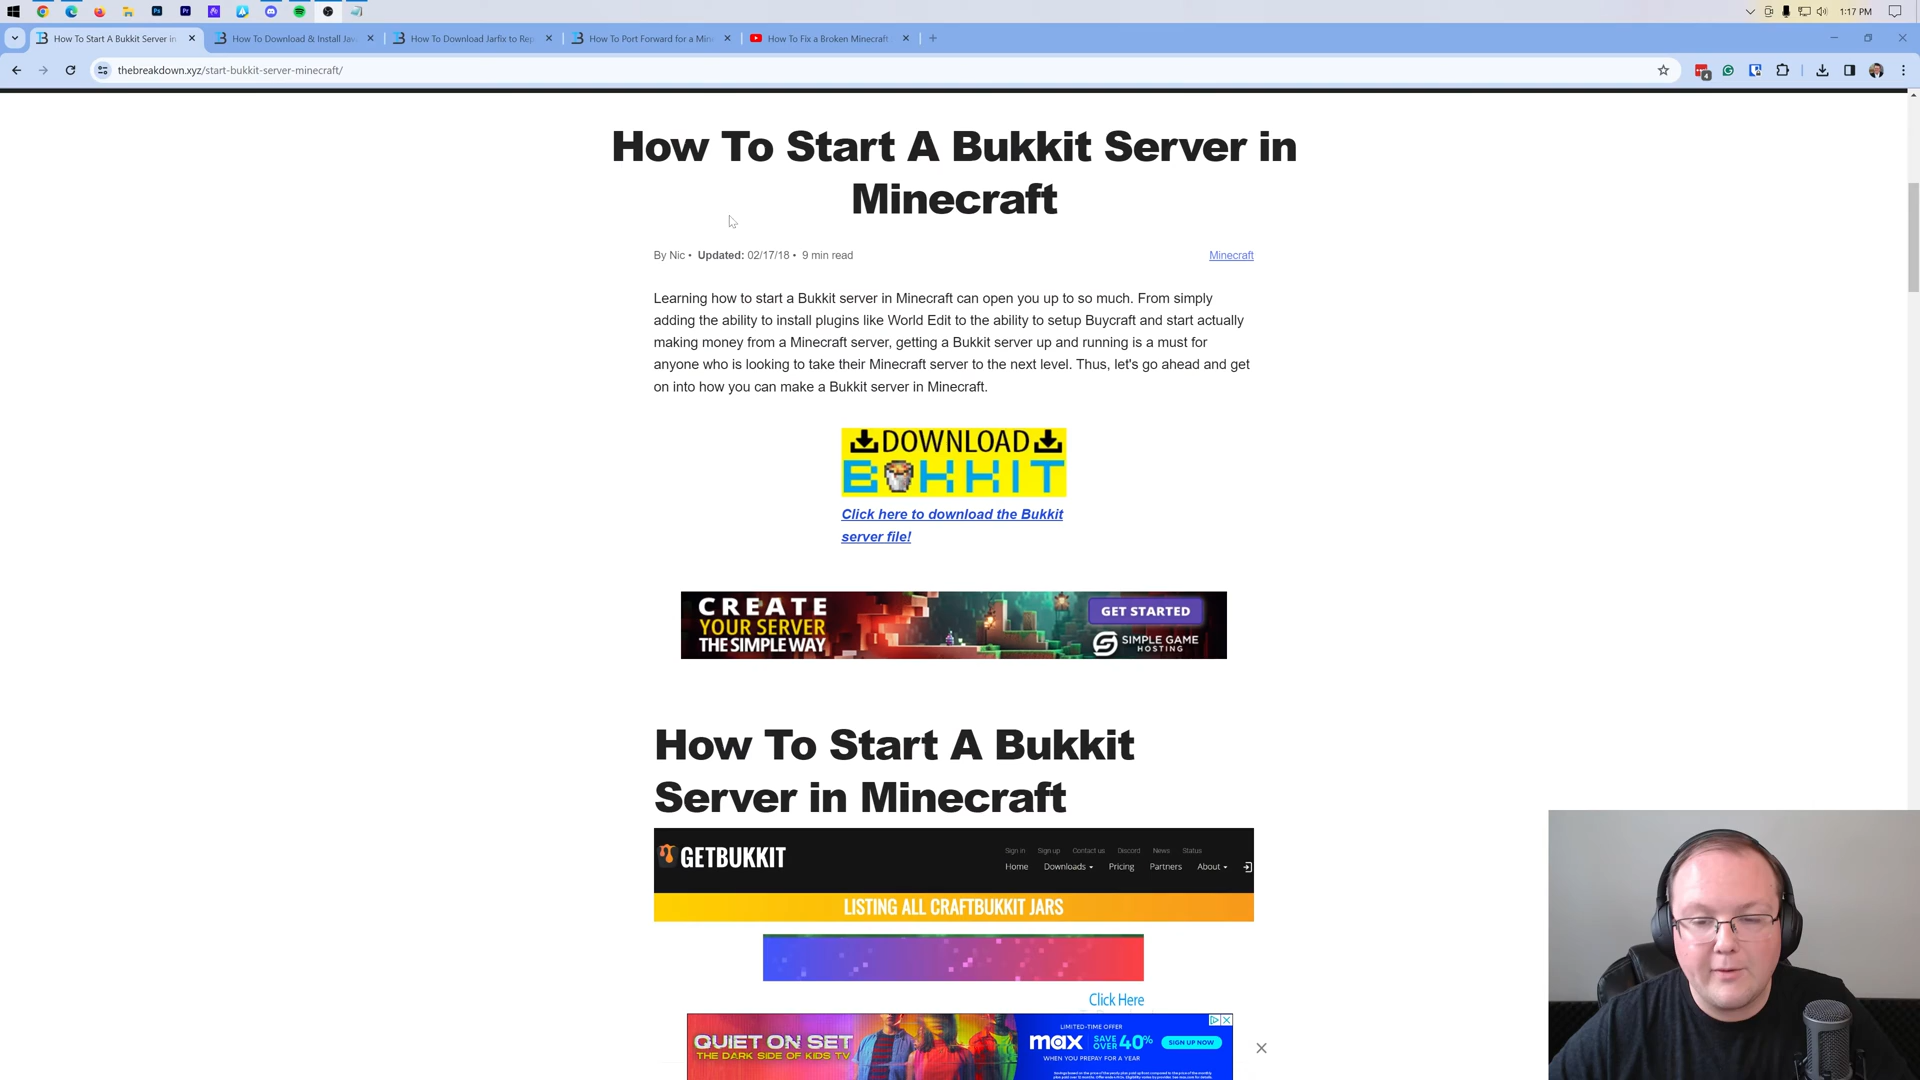 1:17 PM
How To Start A Bukkit Server in
How To Download & Install Jav
How To Download Jarfix to Rep
How To Port Forward for a Min
How To Fix a Broken Minecraft
thebreakdown.xyz/start-bukkit-server-minecraft/
How To Start A Bukkit Server in
Minecraft
By Nic • Updated: 02/17/18 • 9 min read
Minecraft
Learning how to start a Bukkit server in Minecraft can open you up to so much. From simply
adding the ability to install plugins like World Edit to the ability to setup Buycraft and start actually
making money from a Minecraft server, getting a Bukkit server up and running is a must for
anyone who is looking to take their Minecraft server to the next level. Thus, let's go ahead and get
on into how you can make a Bukkit server in Minecraft.
DOWNLOAD
BUKKIT
Click here to download the Bukkit
server file!
CREATE
YOUR SERVER
THE SIMPLE WAY
GET STARTED
SIMPLE GAME
HOSTING
How To Start A Bukkit
Server in Minecraft
GETBUKKIT
Sign in Sign up Contact us Discord News Status
Home Downloads Pricing Partners About
LISTING ALL CRAFTBUKKIT JARS
Click Here
QUIET ON SET
THE DARK SIDE OF KIDS TV
LIMITED-TIME OFFER
max SAVE OVER 40%
WHEN YOU PREPAY FOR A YEAR
SIGN UP NOW